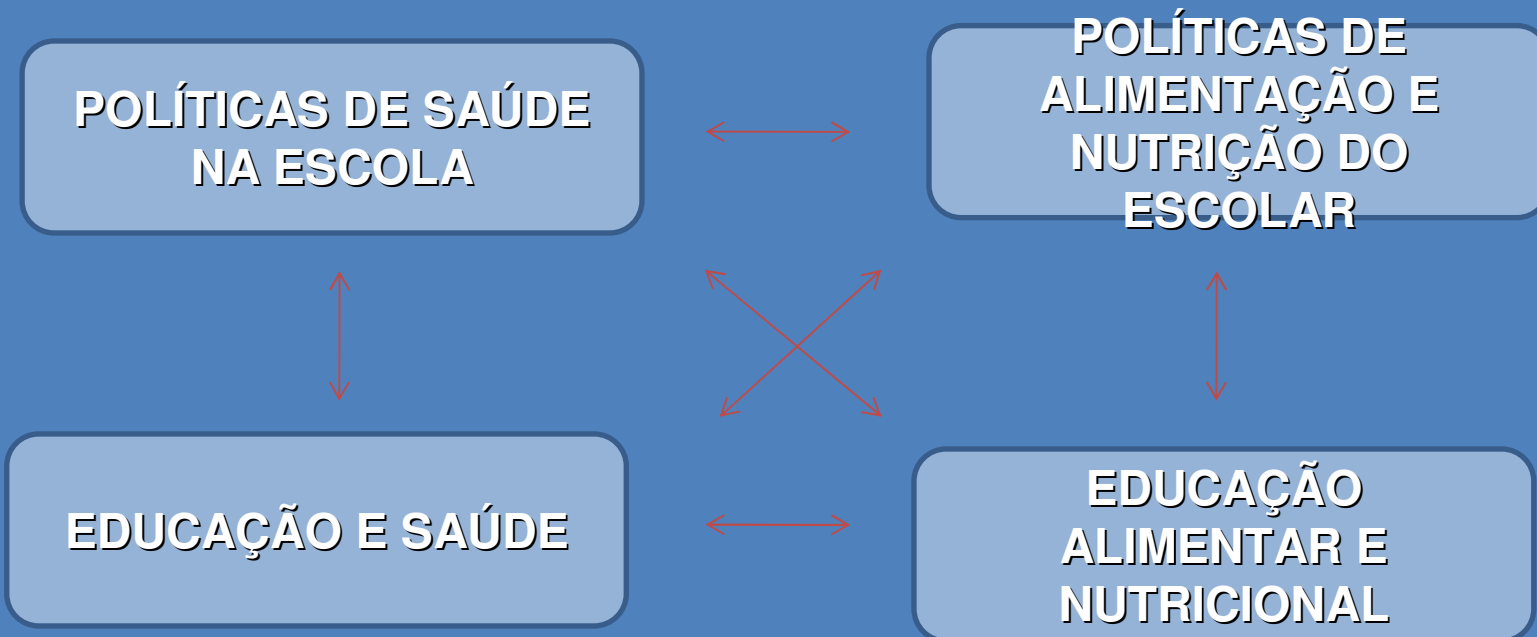 POLÍTICAS DE SAÚDE
NA ESCOLA
POLÍTICAS DE
ALIMENTAÇÃO E
NUTRIÇÃO DO
ESCOLAR
EDUCAÇÃO E SAÚDE
EDUCAÇÃO
ALIMENTAR E
NUTRICIONAL